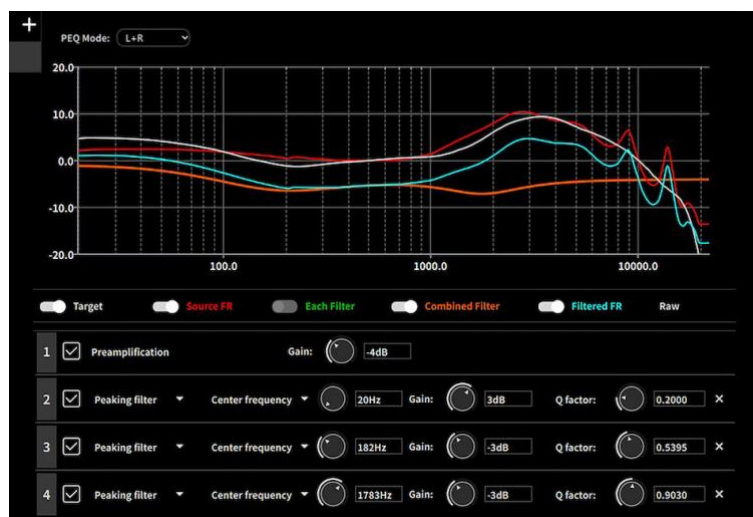 +
PEQ Mode: L+R
20.0
10.0
0.0
-10.0
-20.0
100.0 1000.0 10000.0
Target Source FR Each Filter Combined Filter Filtered FR Raw
1 Preamplification Gain: -4dB
2 Peaking filter Center frequency 20Hz Gain: 3dB Q factor: 0.2000 ×
3 Peaking filter Center frequency 182Hz Gain: -3dB Q factor: 0.5395 ×
4 Peaking filter Center frequency 1783Hz Gain: -3dB Q factor: 0.9030 ×